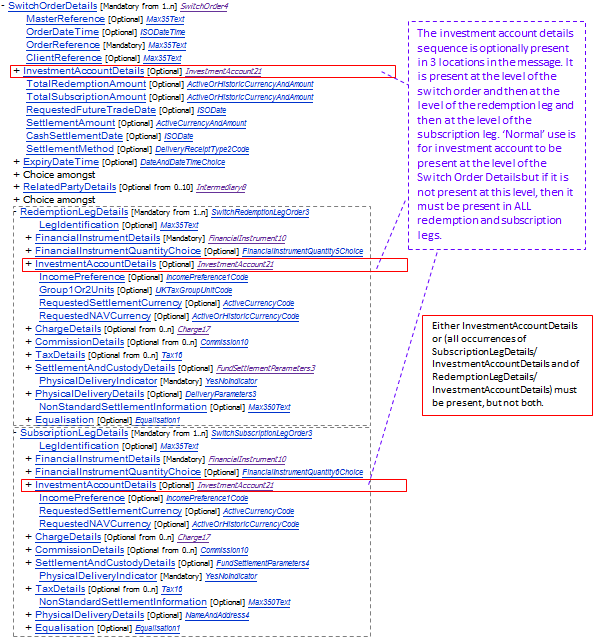 - SwitchOrderDetails [Mandatory from 1..n] SwitchOrder4
MasterReference [Optional] Max35Text
OrderDateTime [Optional] ISODateTime
OrderReference [Mandatory] Max35Text
ClientReference [Optional] Max35Text
+ InvestmentAccountDetails [Optional] InvestmentAccount21
TotalRedemptionAmount [Optional] ActiveOrHistoricCurrencyAndAmount
TotalSubscriptionAmount [Optional] ActiveOrHistoricCurrencyAndAmount
RequestedFutureTradeDate [Optional] ISODate
SettlementAmount [Optional] ActiveCurrencyAndAmount
CashSettlementDate [Optional] ISODate
SettlementMethod [Optional] DeliveryReceiptType2Code
+ ExpiryDateTime [Optional] DateAndDateTimeChoice
+ Choice amongst
+ RelatedPartyDetails [Optional from 0..10] Intermediary8
+ Choice amongst
- RedemptionLegDetails [Mandatory from 1..n] SwitchRedemptionLegOrder3
LegIdentification [Optional] Max35Text
+ FinancialInstrumentDetails [Mandatory] FinancialInstrument10
+ FinancialInstrumentQuantityChoice [Optional] FinancialInstrumentQuantity5Choice
+ InvestmentAccountDetails [Optional] InvestmentAccount21
IncomePreference [Optional] IncomePreference1Code
Group1Or2Units [Optional] UKTaxGroupUnitCode
RequestedSettlementCurrency [Optional] ActiveCurrencyCode
RequestedNAVCurrency [Optional] ActiveOrHistoricCurrencyCode
+ ChargeDetails [Optional from 0..n] Charge17
+ CommissionDetails [Optional from 0..n] Commission10
+ TaxDetails [Optional from 0..n] Tax16
+ SettlementAndCustodyDetails [Optional] FundSettlementParameters3
PhysicalDeliveryIndicator [Mandatory] YesNoIndicator
+ PhysicalDeliveryDetails [Optional] DeliveryParameters3
NonStandardSettlementInformation [Optional] Max350Text
+ Equalisation [Optional] Equalisation1
- SubscriptionLegDetails [Mandatory from 1..n] SwitchSubscriptionLegOrder3
LegIdentification [Optional] Max35Text
+ FinancialInstrumentDetails [Mandatory] FinancialInstrument10
+ FinancialInstrumentQuantityChoice [Optional] FinancialInstrumentQuantity6Choice
+ InvestmentAccountDetails [Optional] InvestmentAccount21
IncomePreference [Optional] IncomePreference1Code
RequestedSettlementCurrency [Optional] ActiveCurrencyCode
RequestedNAVCurrency [Optional] ActiveOrHistoricCurrencyCode
+ ChargeDetails [Optional from 0..n] Charge17
+ CommissionDetails [Optional from 0..n] Commission10
+ SettlementAndCustodyDetails [Optional] FundSettlementParameters4
PhysicalDeliveryIndicator [Mandatory] YesNoIndicator
+ TaxDetails [Optional from 0..n] Tax16
NonStandardSettlementInformation [Optional] Max350Text
+ PhysicalDeliveryDetails [Optional] NameAndAddress4
+ Equalisation [Optional] Equalisation1
The investment account details
sequence is optionally present
in 3 locations in the message. It
is present at the level of the
switch order and then at the
level of the redemption leg and
then at the level of the
subscription leg. ‘Normal’ use is
for investment account to be
present at the level of the
Switch Order Details but if it is
not present at this level, then it
must be present in ALL
redemption and subscription
legs.
Either InvestmentAccountDetails
or (all occurrences of
SubscriptionLegDetails/
InvestmentAccountDetails and of
RedemptionLegDetails/
InvestmentAccountDetails) must
be present, but not both.